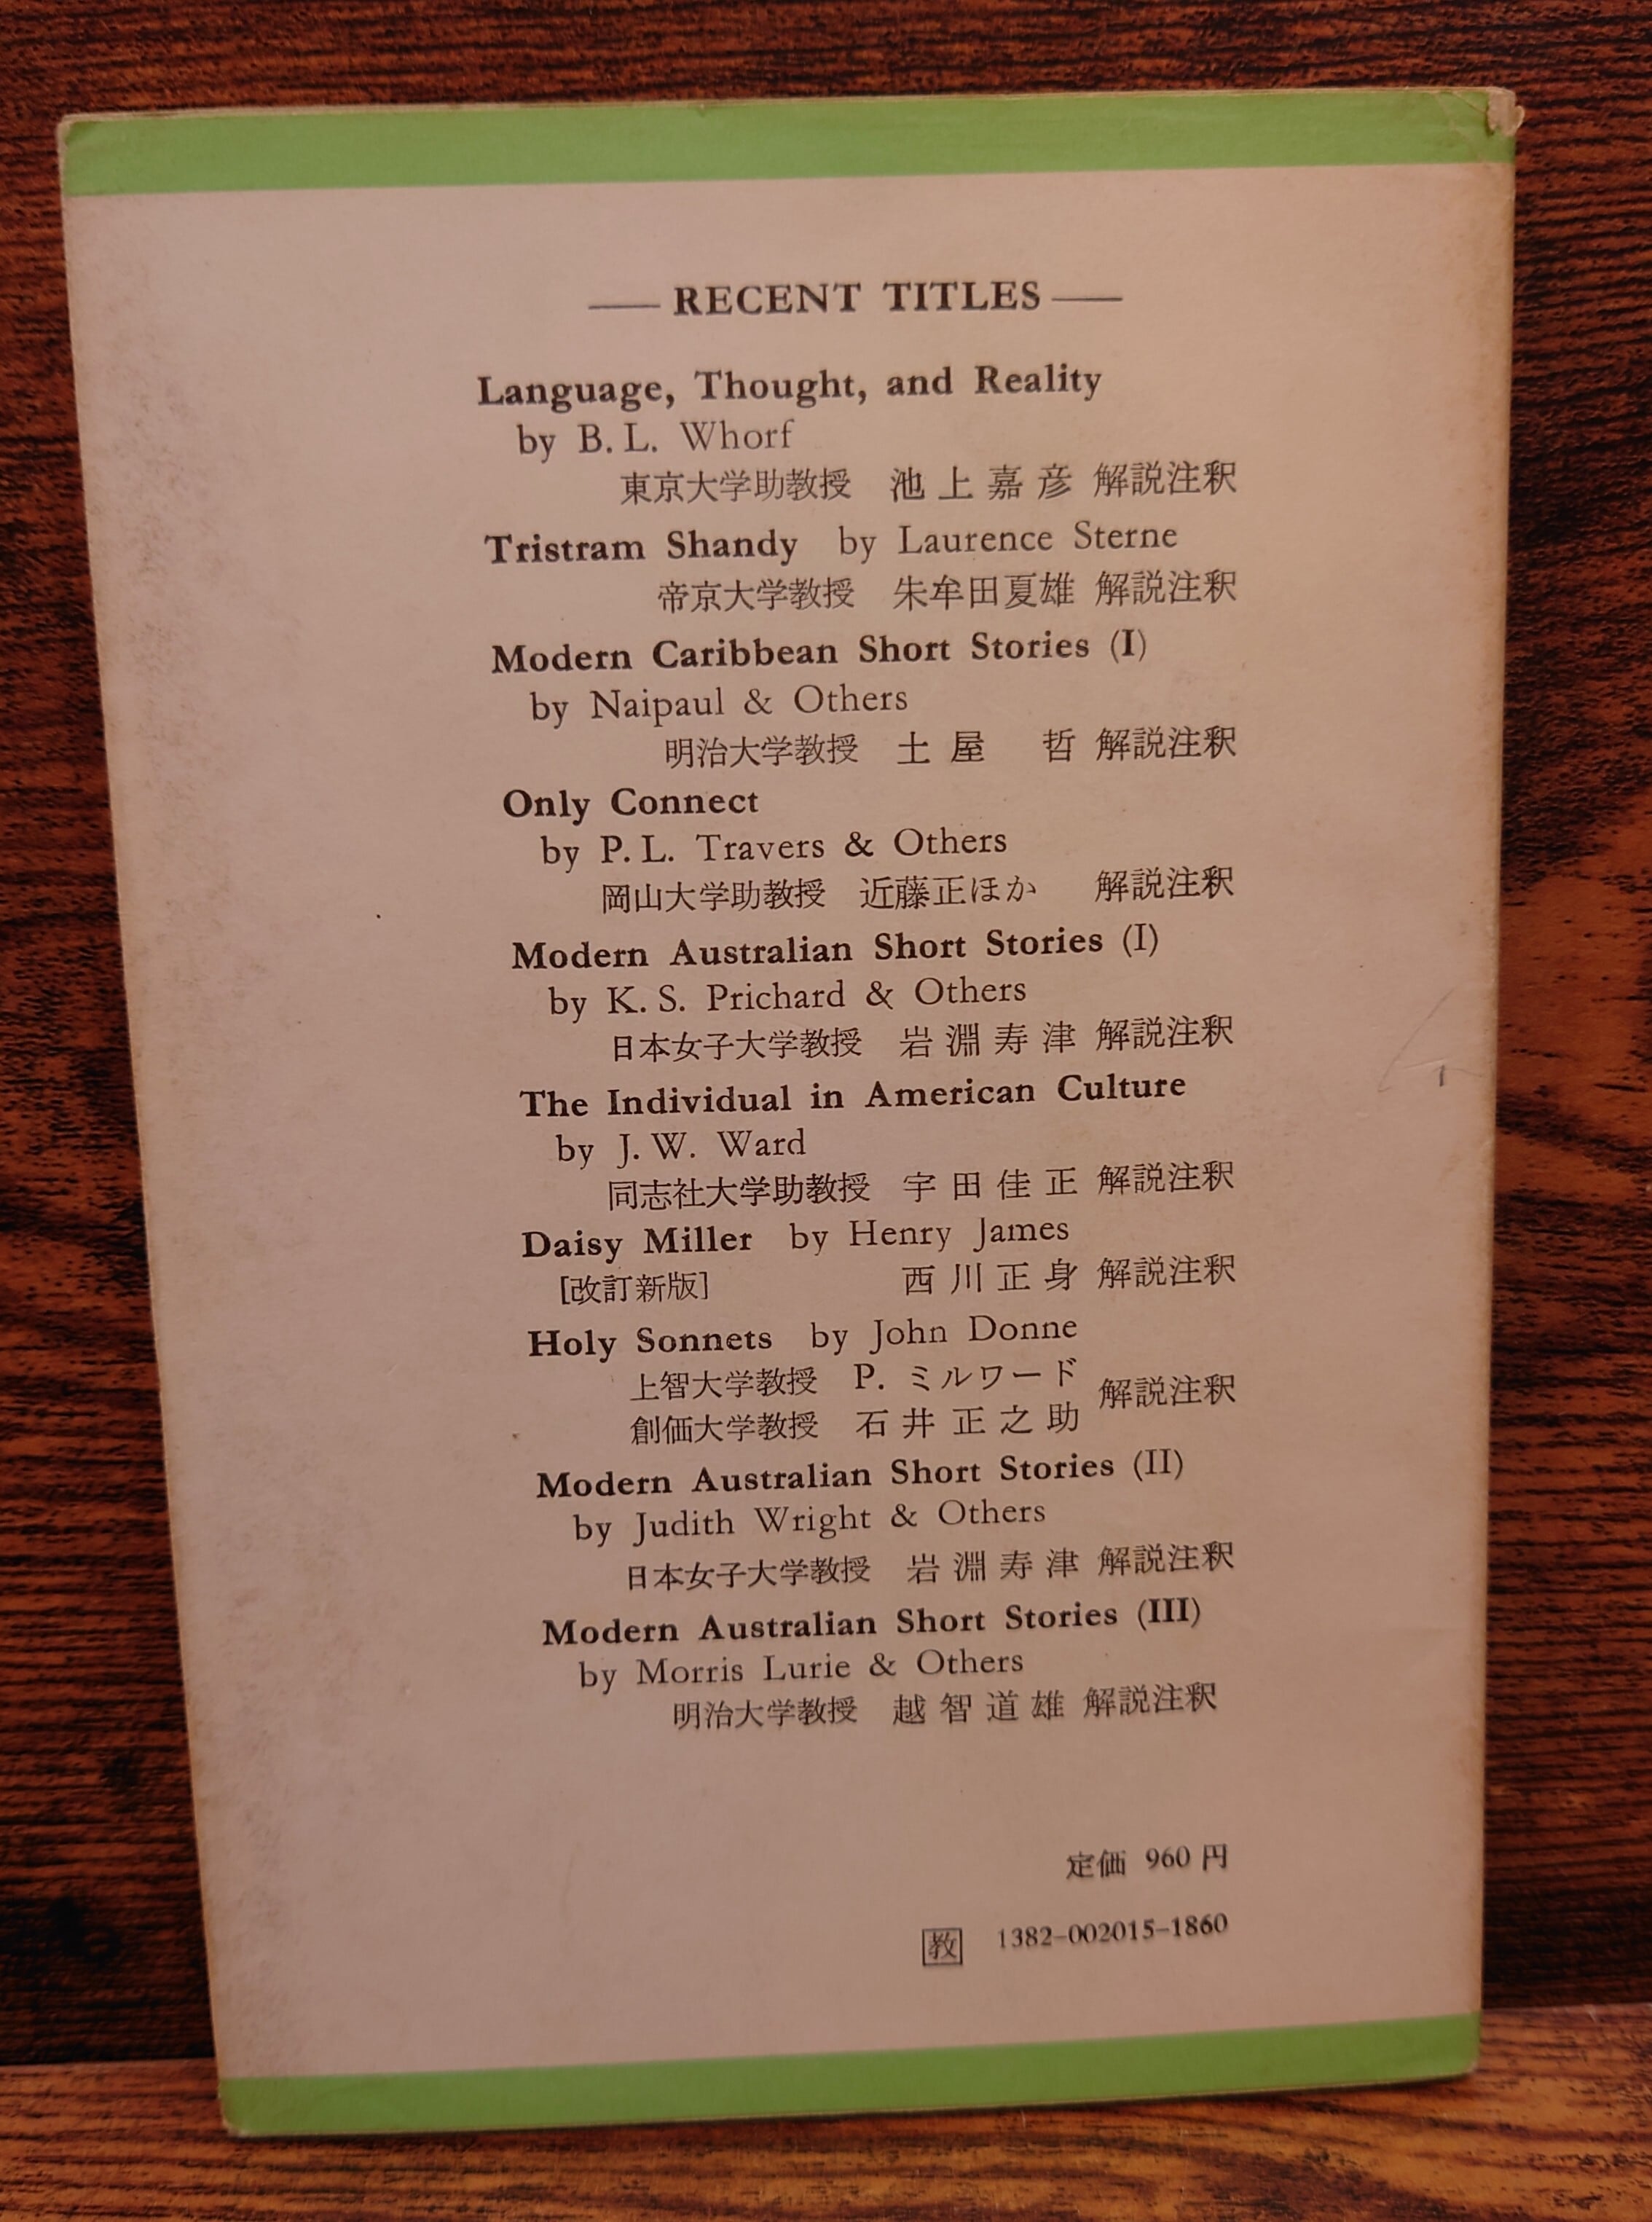 RECENT TITLES
Language, Thought, and Reality
by B. L. Whorf
東京大学助教授 池上嘉彦 解説注釈
Tristram Shandy by Laurence Sterne
帝京大学教授 朱牟田夏雄 解説注釈
Modern Caribbean Short Stories (I)
by Naipaul & Others
明治大学教授 土屋 哲 解説注釈
Only Connect
by P. L. Travers & Others
岡山大学助教授 近藤正ほか 解説注釈
Modern Australian Short Stories (I)
by K. S. Prichard & Others
日本女子大学教授 岩淵寿津 解説注釈
The Individual in American Culture
by J. W. Ward
同志社大学助教授 宇田佳正 解説注釈
Daisy Miller by Henry James
[改訂新版] 西川正身 解説注釈
Holy Sonnets by John Donne
上智大学教授 P. ミルワード
創価大学教授 石井正之助 解説注釈
Modern Australian Short Stories (II)
by Judith Wright & Others
日本女子大学教授 岩淵寿津 解説注釈
Modern Australian Short Stories (III)
by Morris Lurie & Others
明治大学教授 越智道雄 解説注釈
定価 960 円
教 1382-002015-1860